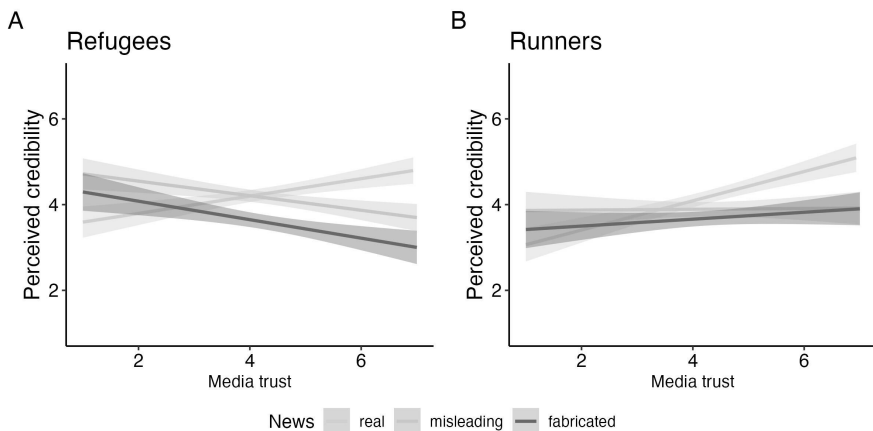 A
Refugees
Perceived credibility
6
4
2
2 4 6
Media trust
B
Runners
Perceived credibility
6
4
2
2 4 6
Media trust
News real misleading fabricated